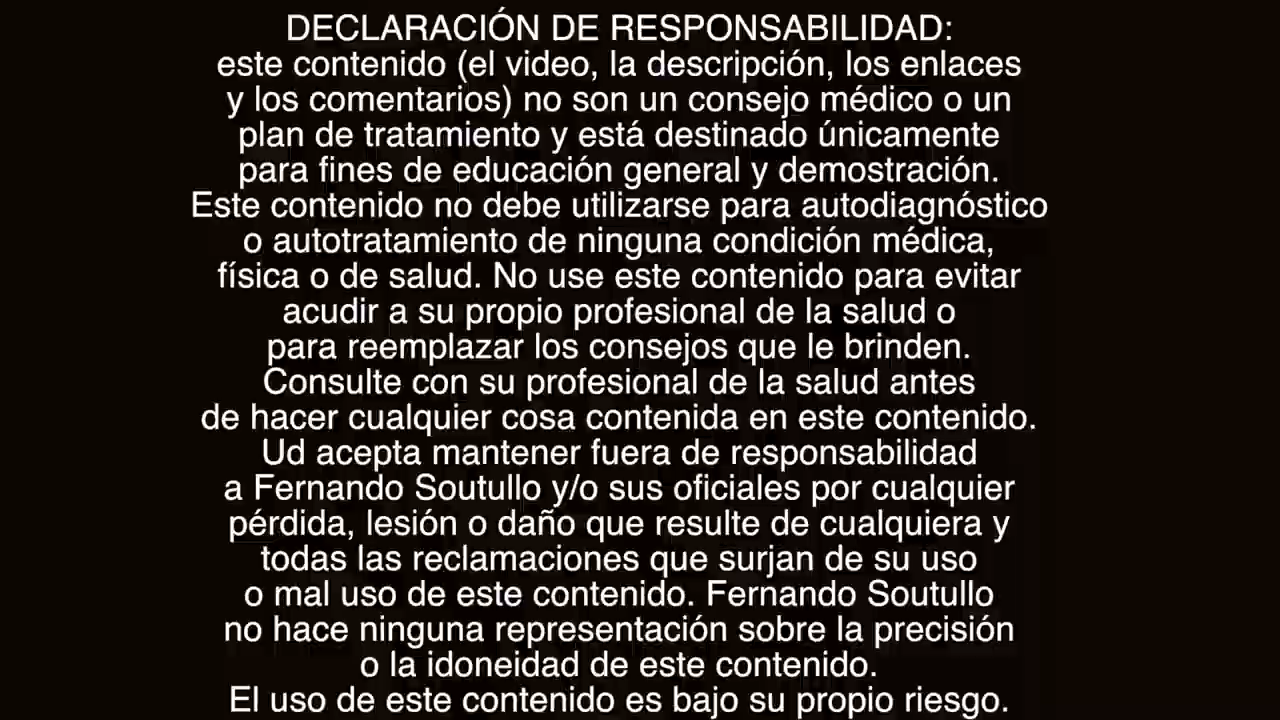 DECLARACIÓN DE RESPONSABILIDAD:
este contenido (el video, la descripción, los enlaces
y los comentarios) no son un consejo médico o un
plan de tratamiento y está destinado únicamente
para fines de educación general y demostración.
Este contenido no debe utilizarse para autodiagnóstico
o autotratamiento de ninguna condición médica,
física o de salud. No use este contenido para evitar
acudir a su propio profesional de la salud o
para reemplazar los consejos que le brinden.
Consulte con su profesional de la salud antes
de hacer cualquier cosa contenida en este contenido.
Ud acepta mantener fuera de responsabilidad
a Fernando Soutullo y/o sus oficiales por cualquier
pérdida, lesión o daño que resulte de cualquiera y
todas las reclamaciones que surjan de su uso
o mal uso de este contenido. Fernando Soutullo
no hace ninguna representación sobre la precisión
o la idoneidad de este contenido.
El uso de este contenido es bajo su propio riesgo.